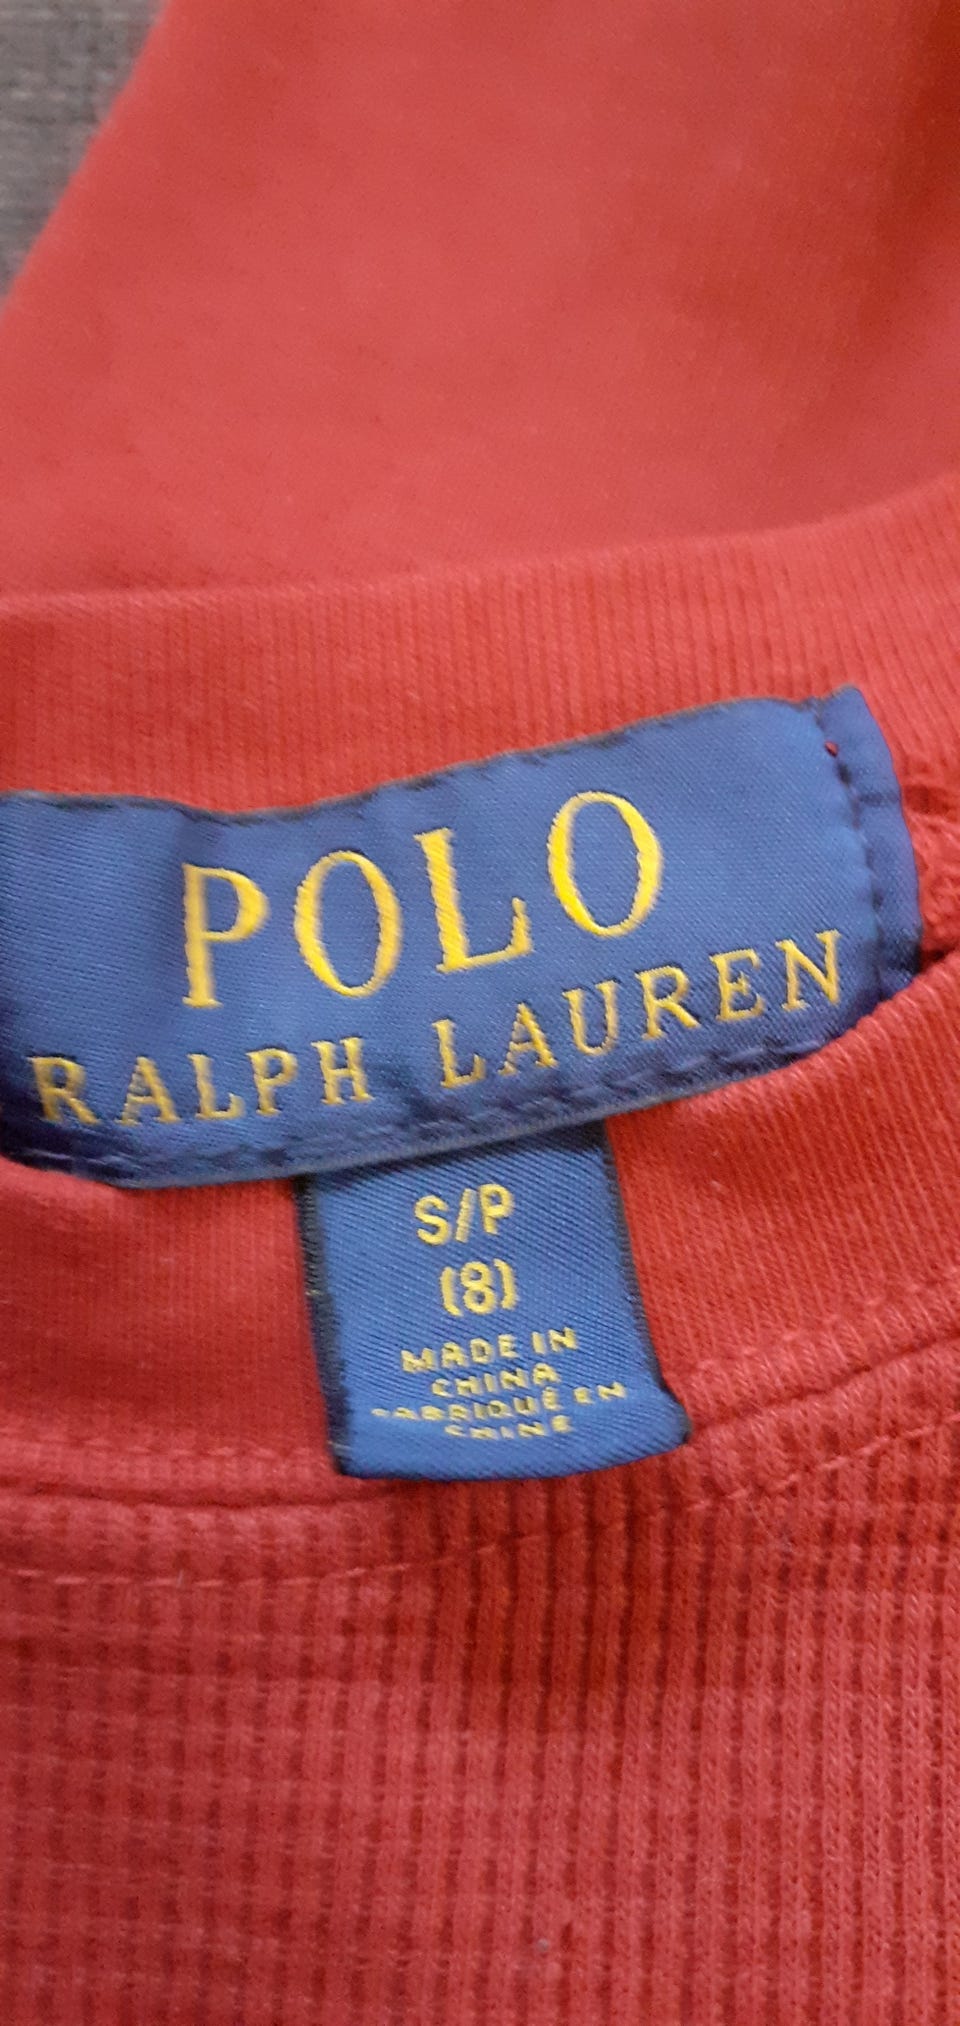 POLO
RALPH LAUREN
S/P
(8)
MADE IN
CHINA
FABRIQUÉ EN
CHINE